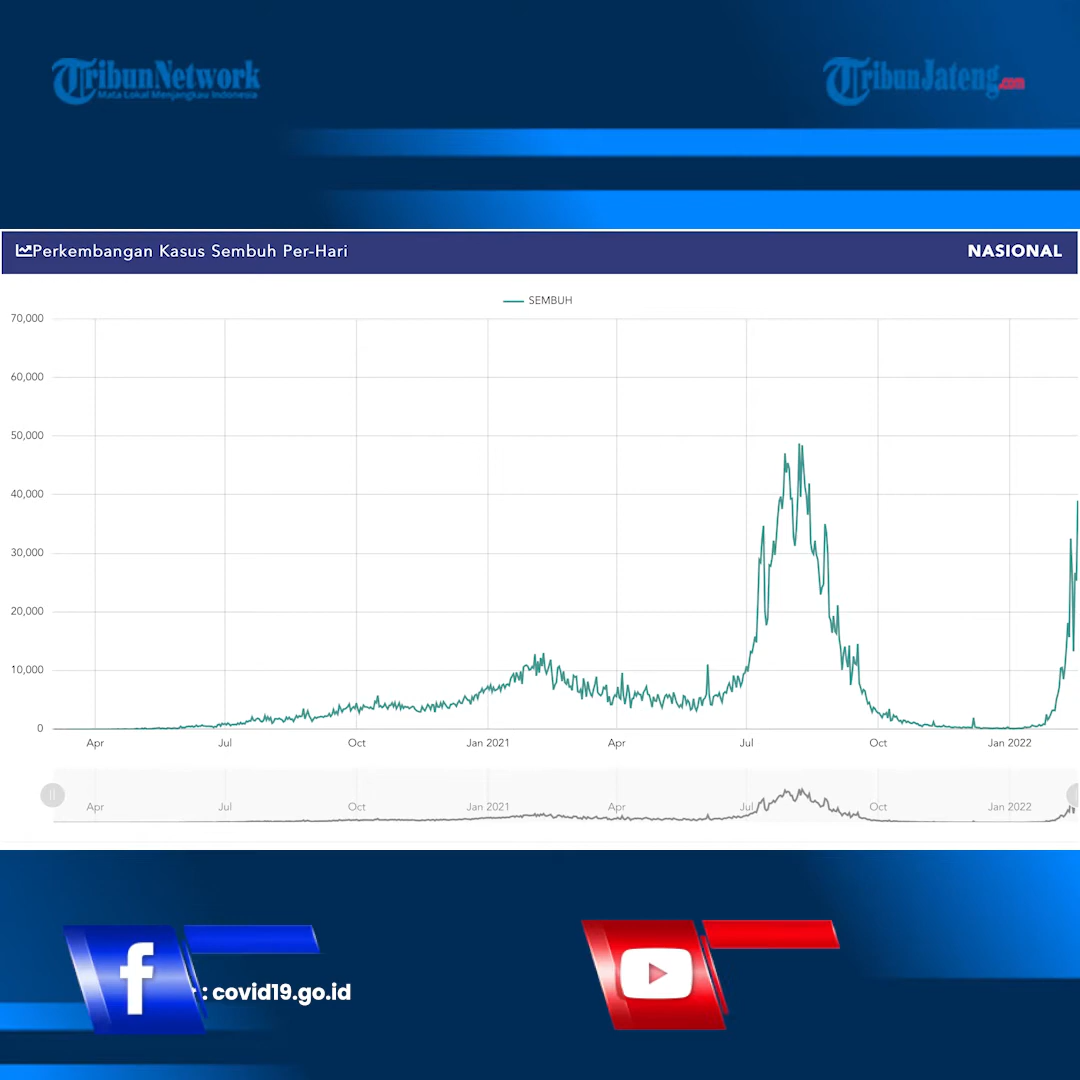 TribunNetwork
Mata Lokal Menjangkau Indonesia
TribunJateng.com
Perkembangan Kasus Sembuh Per-Hari
NASIONAL
SEMBUH
70,000
60,000
50,000
40,000
30,000
20,000
10,000
0
Apr Jul Oct Jan 2021 Apr Jul Oct Jan 2022
Apr Jul Oct Jan 2021 Apr Jul Oct Jan 2022
: covid19.go.id